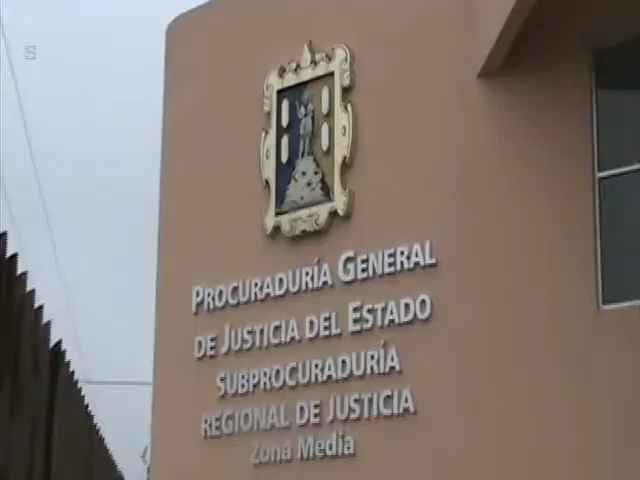 S
PROCURADURÍA GENERAL
DE JUSTICIA DEL ESTADO
SUBPROCURADURÍA
REGIONAL DE JUSTICIA
Zona Media